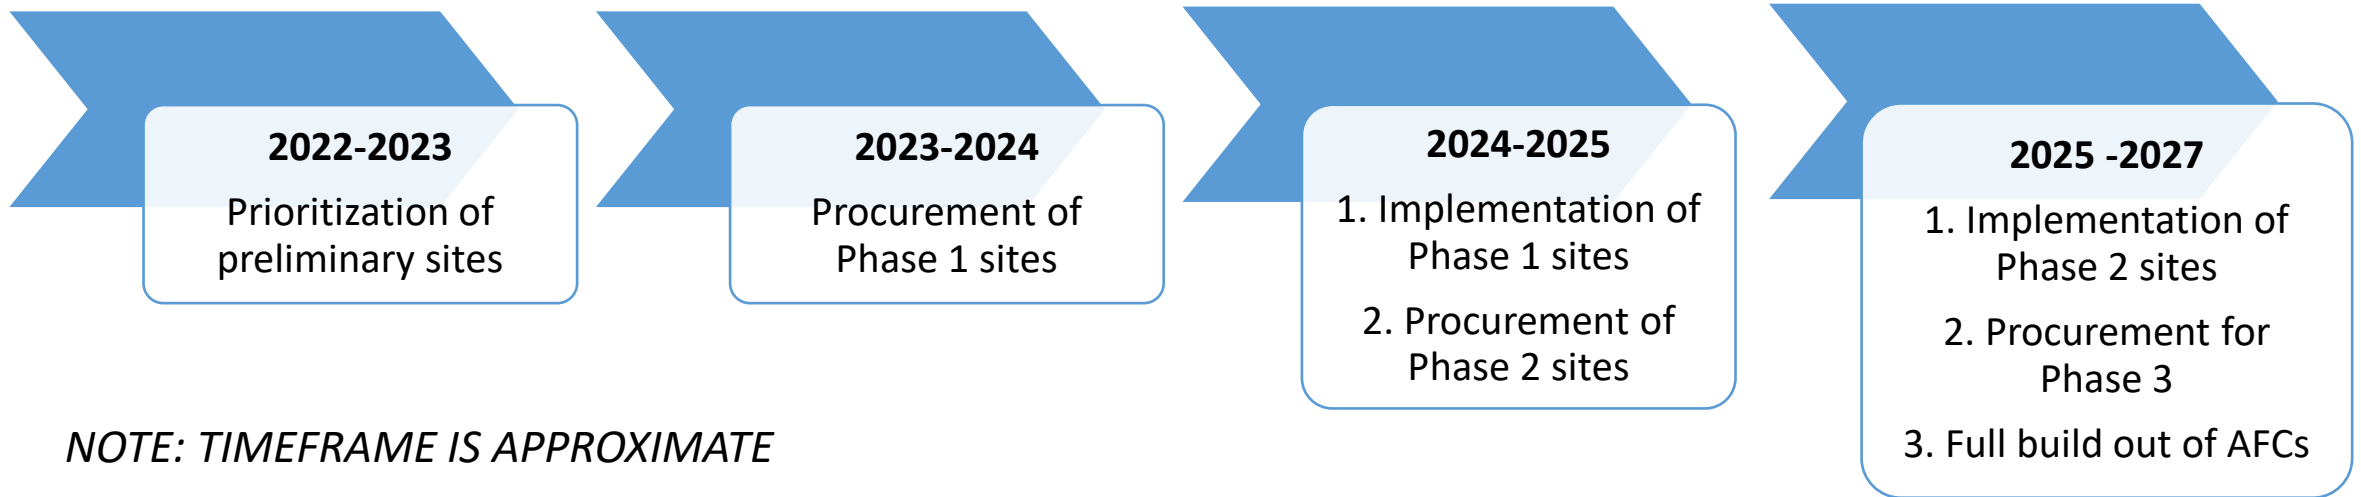 2022-2023
Prioritization of
preliminary sites
2023-2024
Procurement of
Phase 1 sites
2024-2025
1. Implementation of
Phase 1 sites
2. Procurement of
Phase 2 sites
2025 -2027
1. Implementation of
Phase 2 sites
2. Procurement for
Phase 3
3. Full build out of AFCs
NOTE: TIMEFRAME IS APPROXIMATE